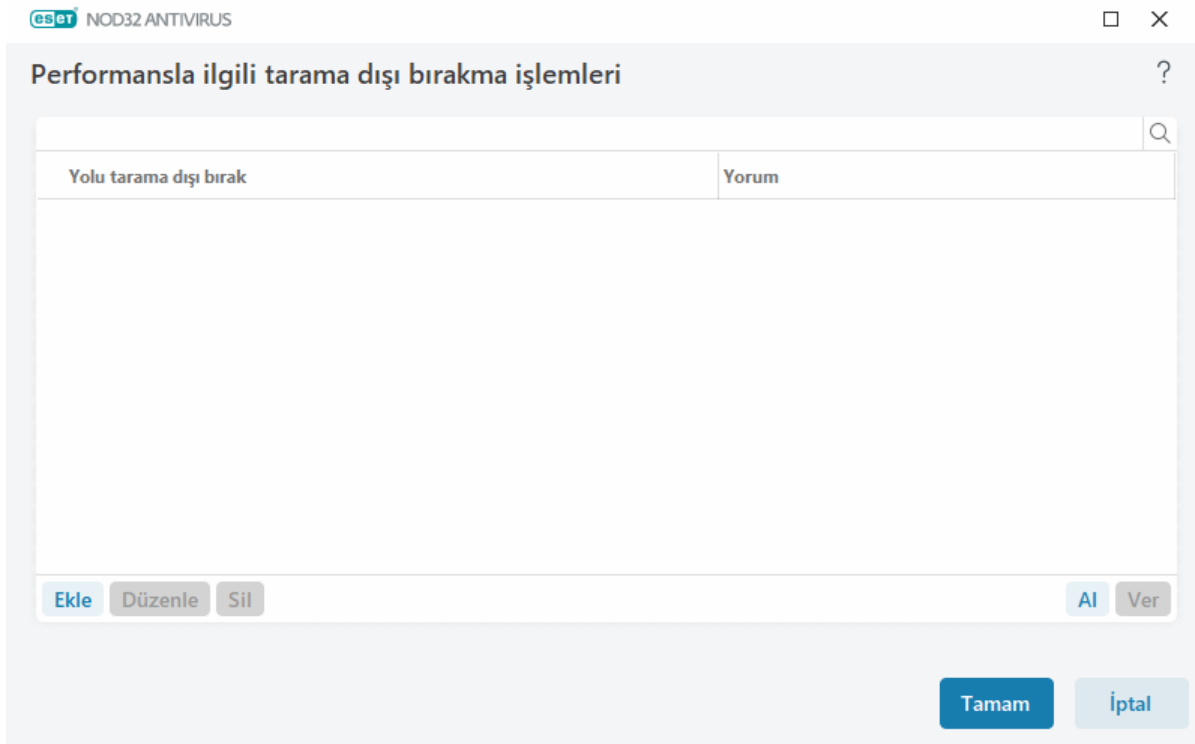 eset NOD32 ANTIVIRUS
Performansla ilgili tarama dışı bırakma işlemleri ?
Yolu tarama dışı bırak Yorum
Ekle Düzenle Sil Al Ver
Tamam İptal